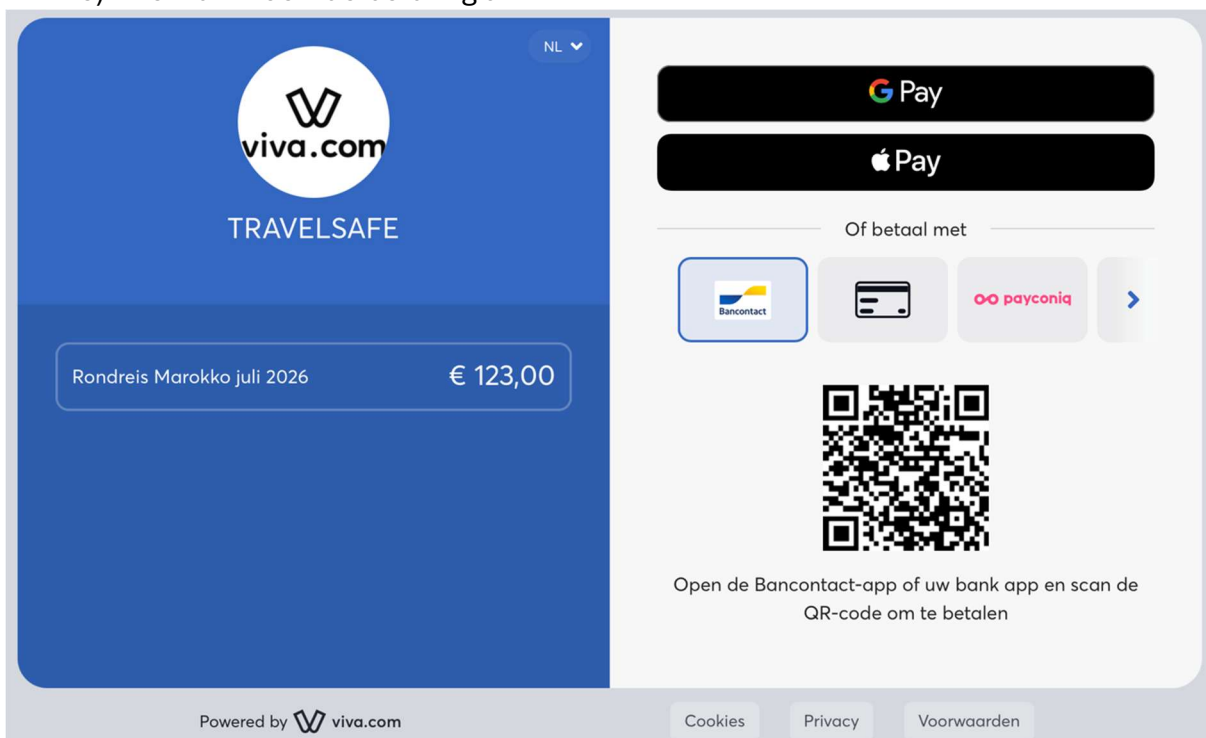 NL
viva.com
TRAVELSAFE
Rondreis Marokko juli 2026 € 123,00
G Pay
Pay
Of betaal met
Bancontact
payconiq
Open de Bancontact-app of uw bank app en scan de
QR-code om te betalen
Powered by viva.com
Cookies Privacy Voorwaarden